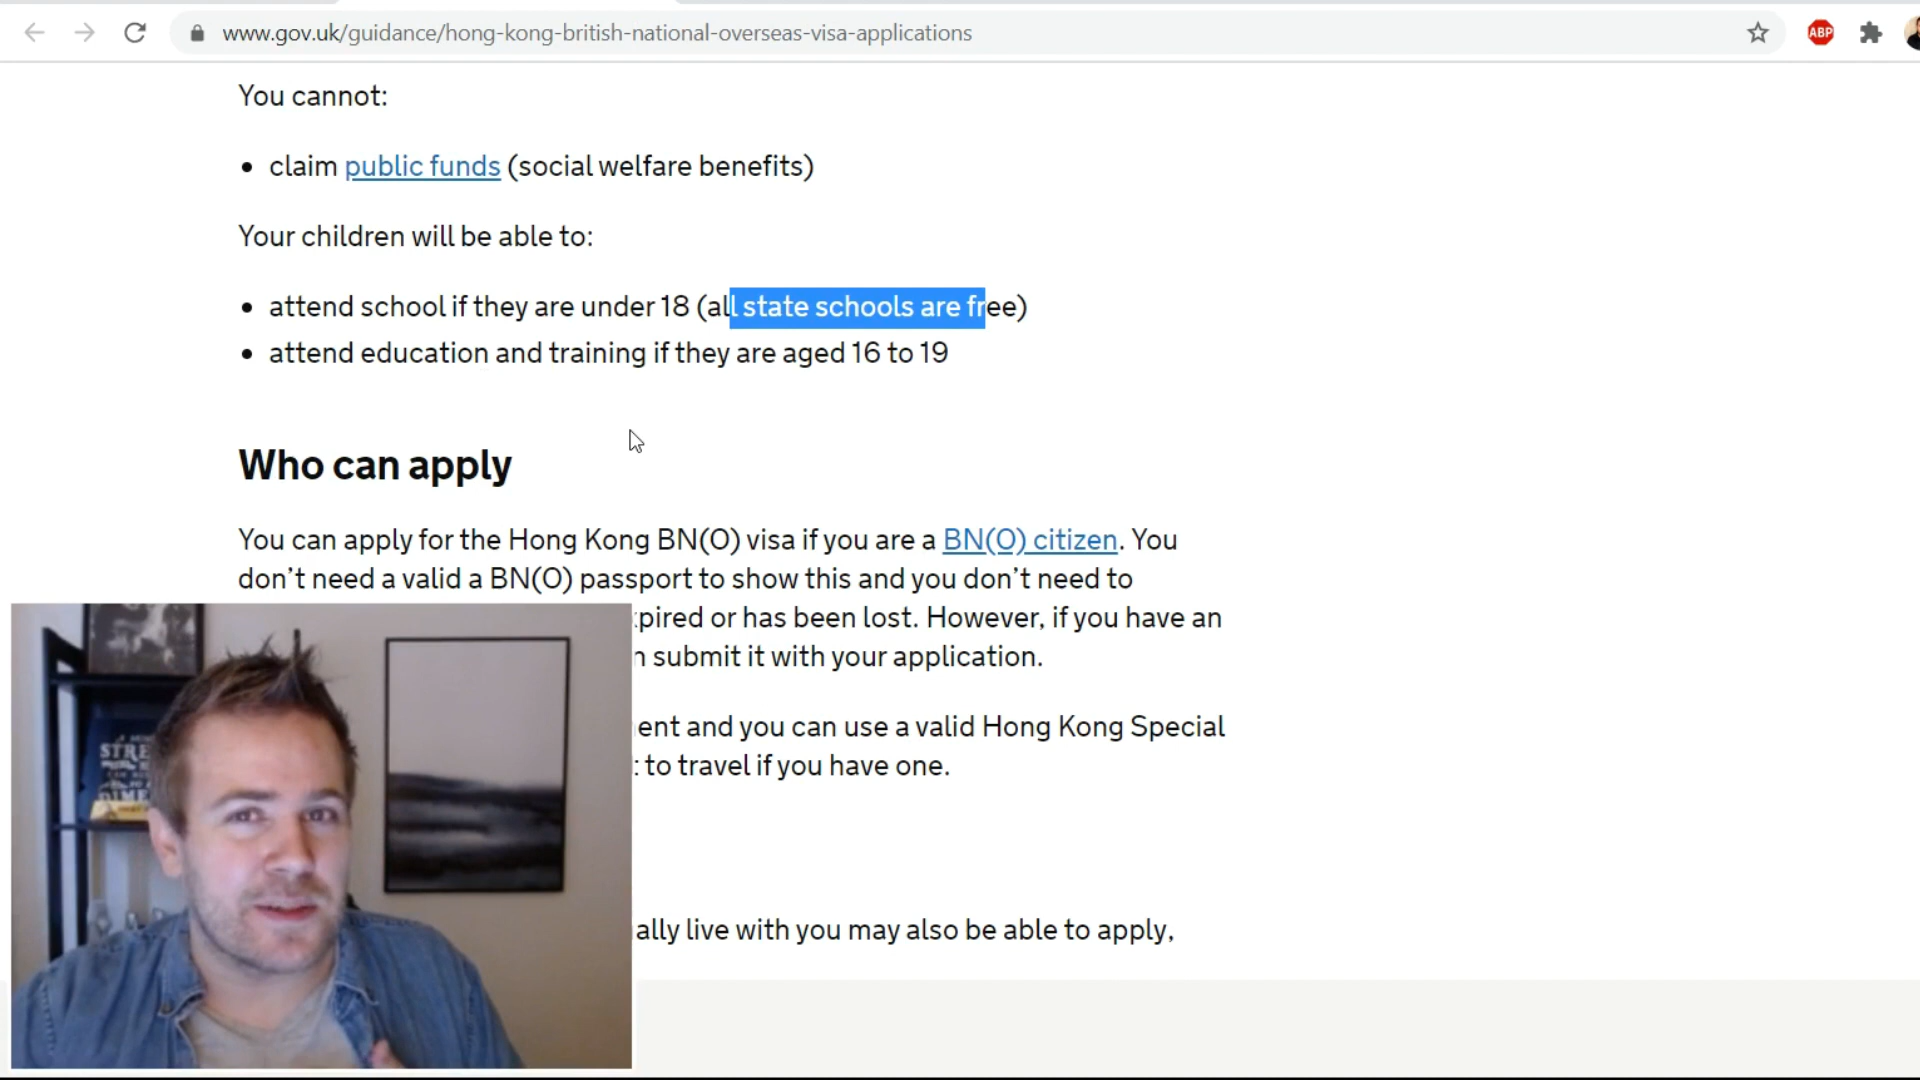 www.gov.uk/guidance/hong-kong-british-national-overseas-visa-applications
ABP
You cannot:
• claim public funds (social welfare benefits)
Your children will be able to:
• attend school if they are under 18 (all state schools are free)
• attend education and training if they are aged 16 to 19
Who can apply
You can apply for the Hong Kong BN(O) visa if you are a BN(O) citizen. You
don’t need a valid a BN(O) passport to show this and you don’t need to
pired or has been lost. However, if you have an
submit it with your application.
ent and you can use a valid Hong Kong Special
to travel if you have one.
ally live with you may also be able to apply,
STRE
DIME